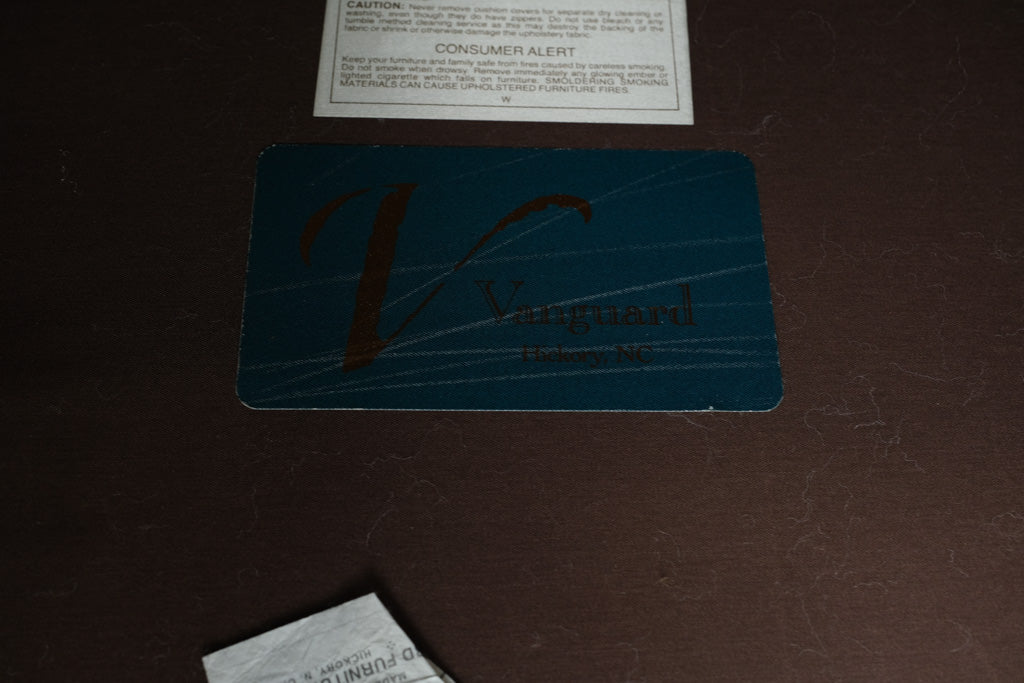 CAUTION: Never remove cushion covers for separate dry cleaning or
washing, even though they do have zippers. Do not use bleach or any
tumble method cleaning service as this may destroy the backing of the
fabric or shrink or otherwise damage the upholstery fabric.
CONSUMER ALERT
Keep your furniture and family safe from fires caused by careless smoking.
Do not smoke when drowsy. Remove immediately any glowing ember or
lighted cigarette which falls on furniture. SMOLDERING SMOKING
MATERIALS CAN CAUSE UPHOLSTERED FURNITURE FIRES.
W
V
Vanguard
Hickory, NC
MADE
RD FURNITU
HICKORY, N.